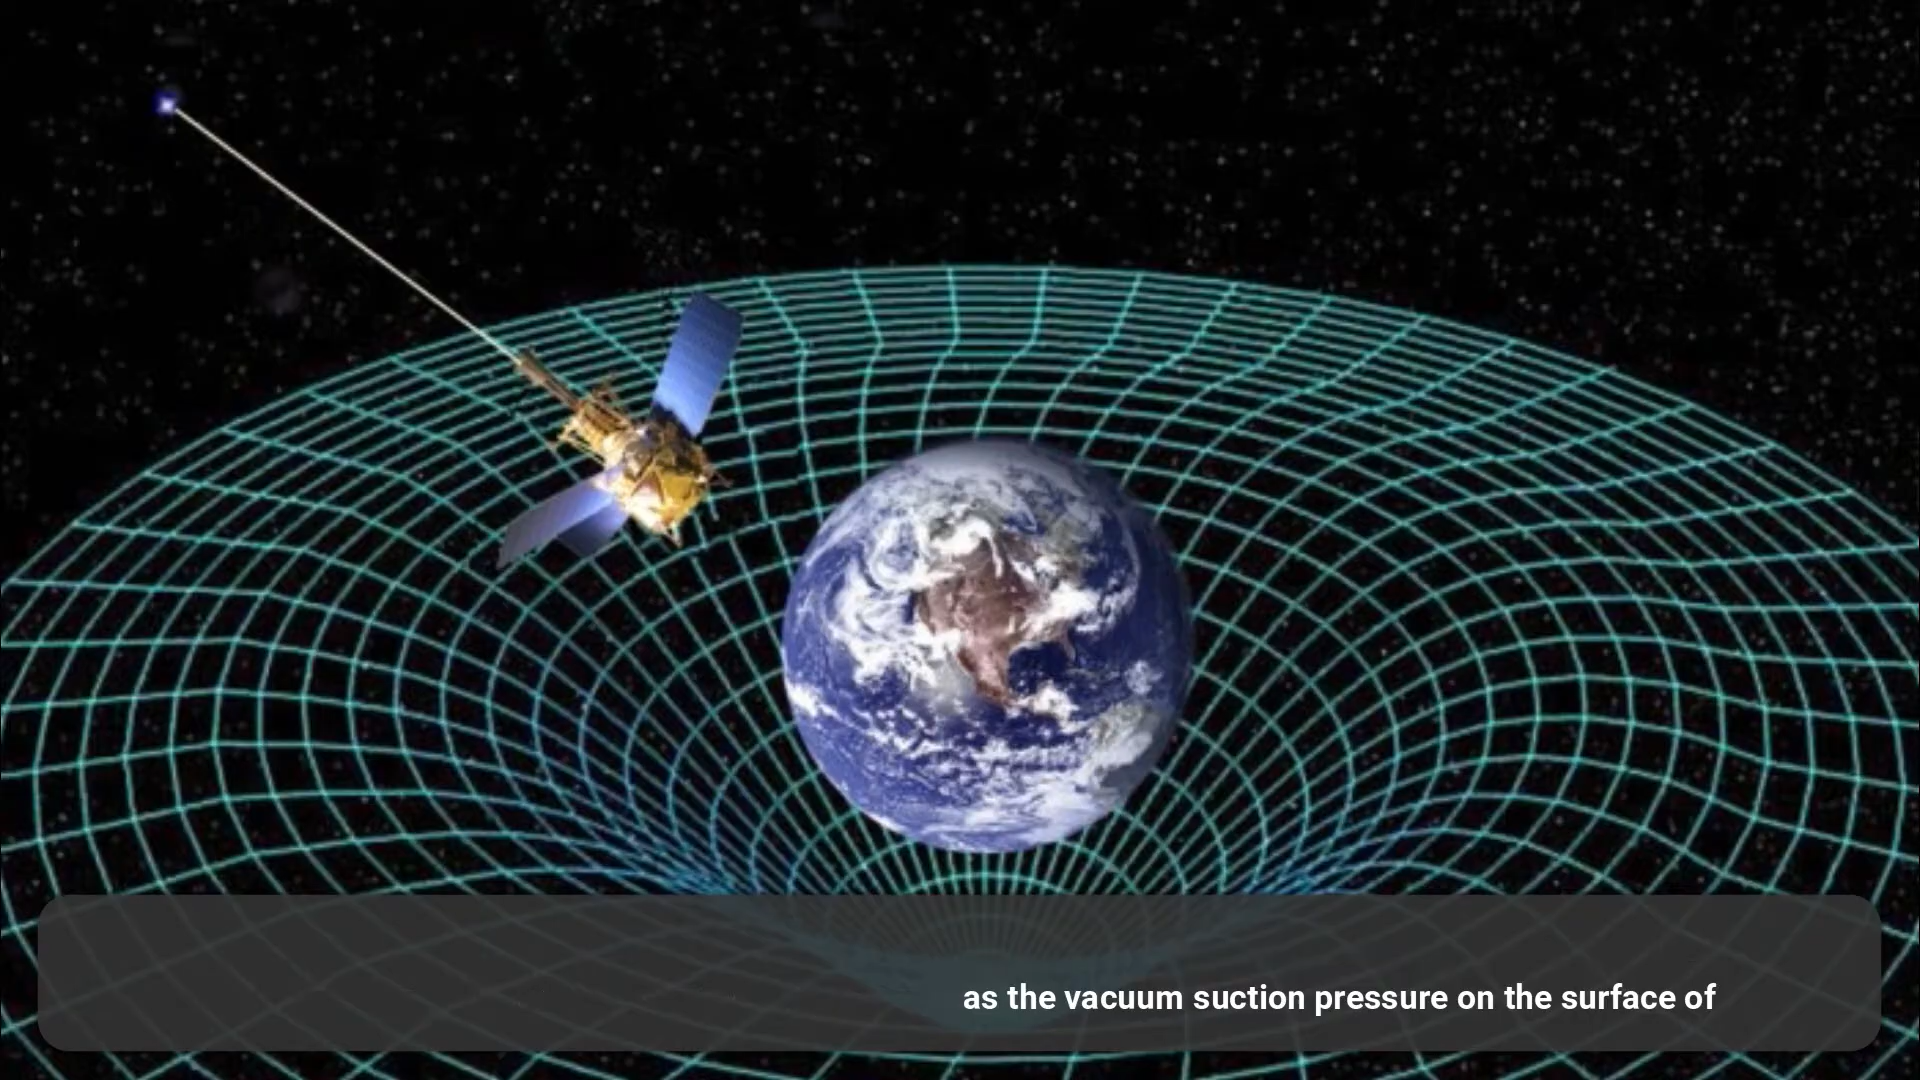 as the vacuum suction pressure on the surface of